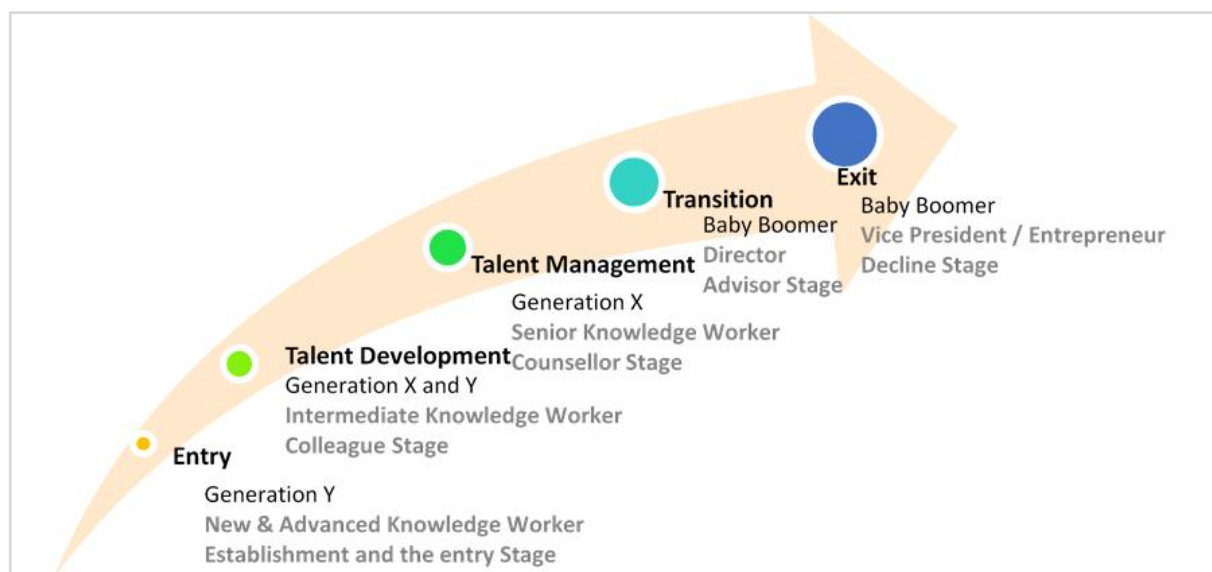 Entry
Generation Y
New & Advanced Knowledge Worker
Establishment and the entry Stage
Talent Development
Generation X and Y
Intermediate Knowledge Worker
Colleague Stage
Talent Management
Generation X
Senior Knowledge Worker
Counsellor Stage
Transition
Baby Boomer
Director
Advisor Stage
Exit
Baby Boomer
Vice President / Entrepreneur
Decline Stage